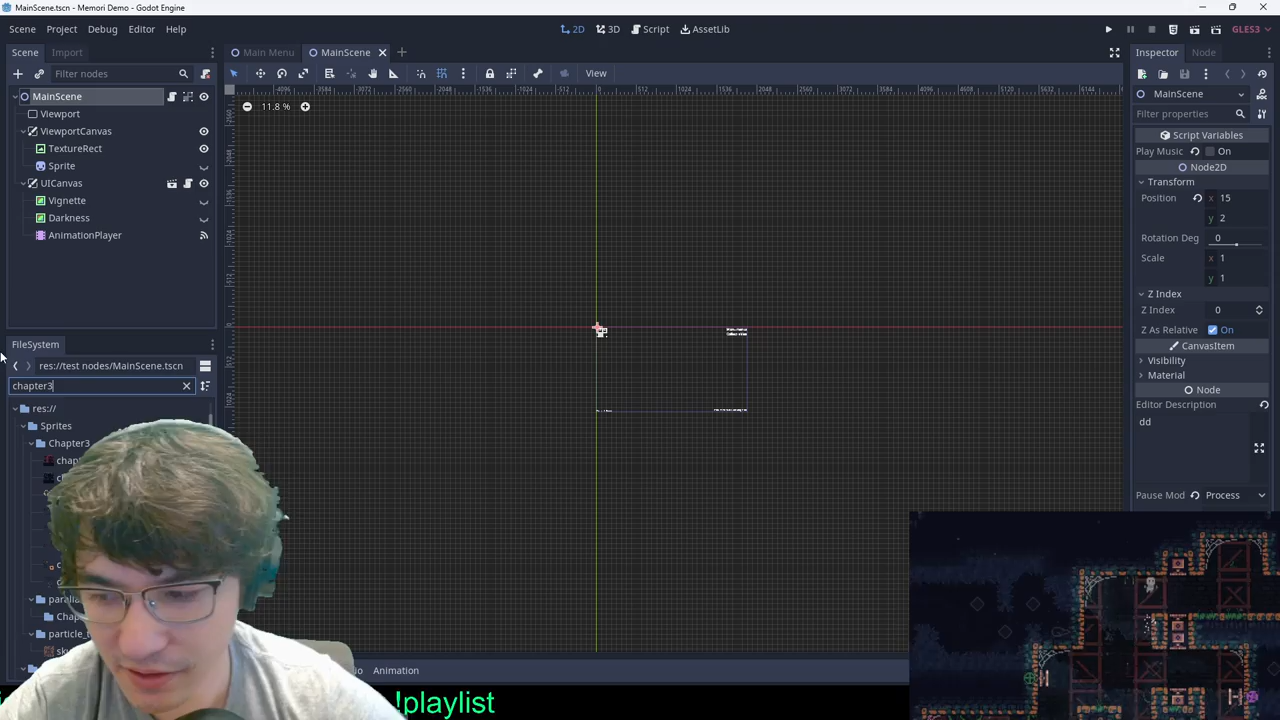 MainScene.tscn - Memori Demo - Godot Engine
Scene Project Debug Editor Help
2D 3D Script AssetLib
GLES3
Scene Import
Main Menu MainScene
Inspector Node
Filter nodes
View
MainScene
Viewport
ViewportCanvas
TextureRect
Sprite
UICanvas
Vignette
Darkness
AnimationPlayer
11.8 %
FileSystem
res://test nodes/MainScene.tscn
chapter3
res://
Sprites
Chapter3
MainScene
Filter properties
Script Variables
Play Music On
Node2D
Transform
Position x 15
y 2
Rotation Deg 0
Scale x 1
y 1
Z Index
Z Index 0
Z As Relative On
CanvasItem
Visibility
Material
Node
Editor Description
dd
Pause Mod Process
Animation
!playlist